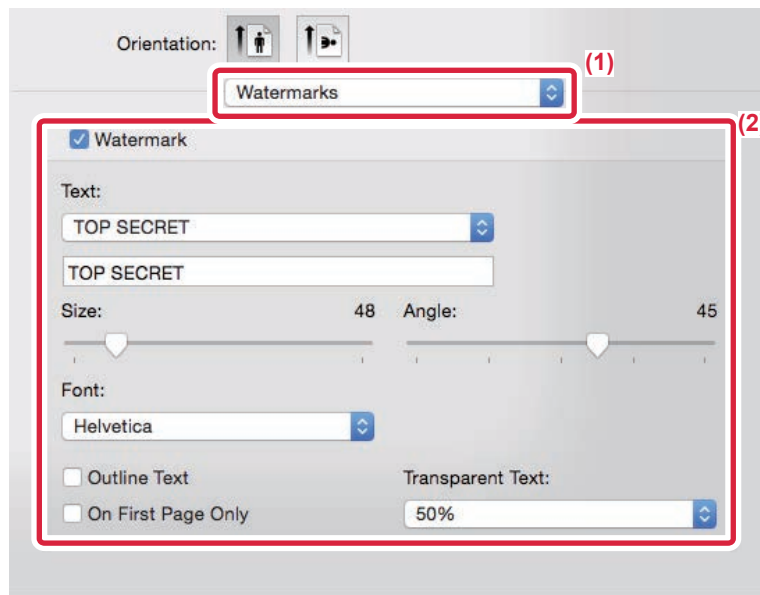 Orientation:
(1)
Watermarks
(2
Watermark
Text:
TOP SECRET
TOP SECRET
Size: 48 Angle: 45
Font:
Helvetica
Outline Text Transparent Text:
On First Page Only 50%